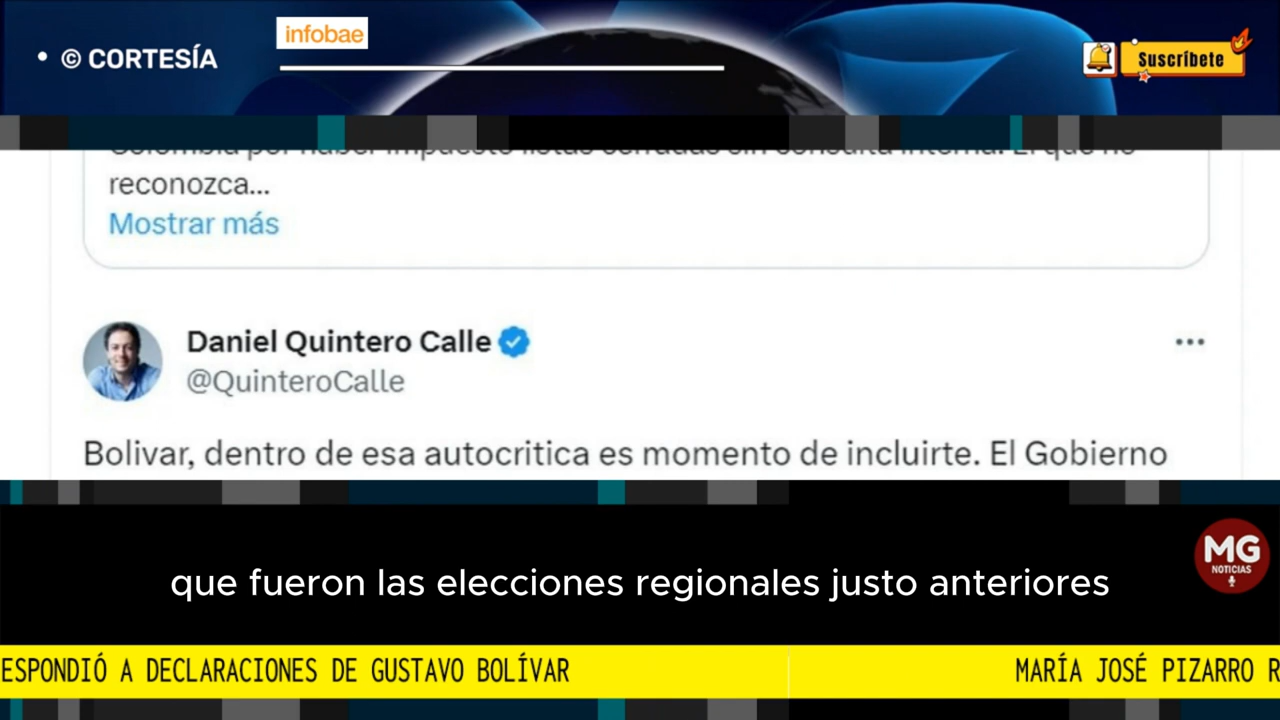 infobae
• © CORTESÍA
Suscríbete
reconozca...
Mostrar más
Daniel Quintero Calle
@QuinteroCalle
Bolivar, dentro de esa autocritica es momento de incluirte. El Gobierno
que fueron las elecciones regionales justo anteriores
MG
NOTICIAS
ESPONDIÓ A DECLARACIONES DE GUSTAVO BOLÍVAR MARÍA JOSÉ PIZARRO R